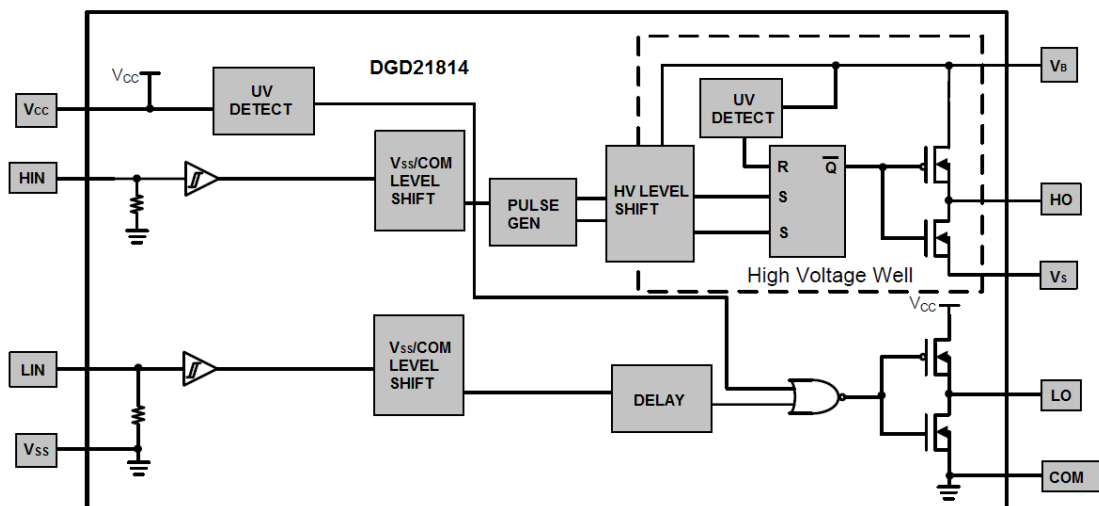 DGD21814
VCC
VCC
UV
DETECT
HIN
VSS/COM
LEVEL
SHIFT
PULSE
GEN
HV LEVEL
SHIFT
UV
DETECT
R
Q
S
S
High Voltage Well
VB
HO
VS
LIN
VSS
VSS/COM
LEVEL
SHIFT
DELAY
VCC
LO
COM